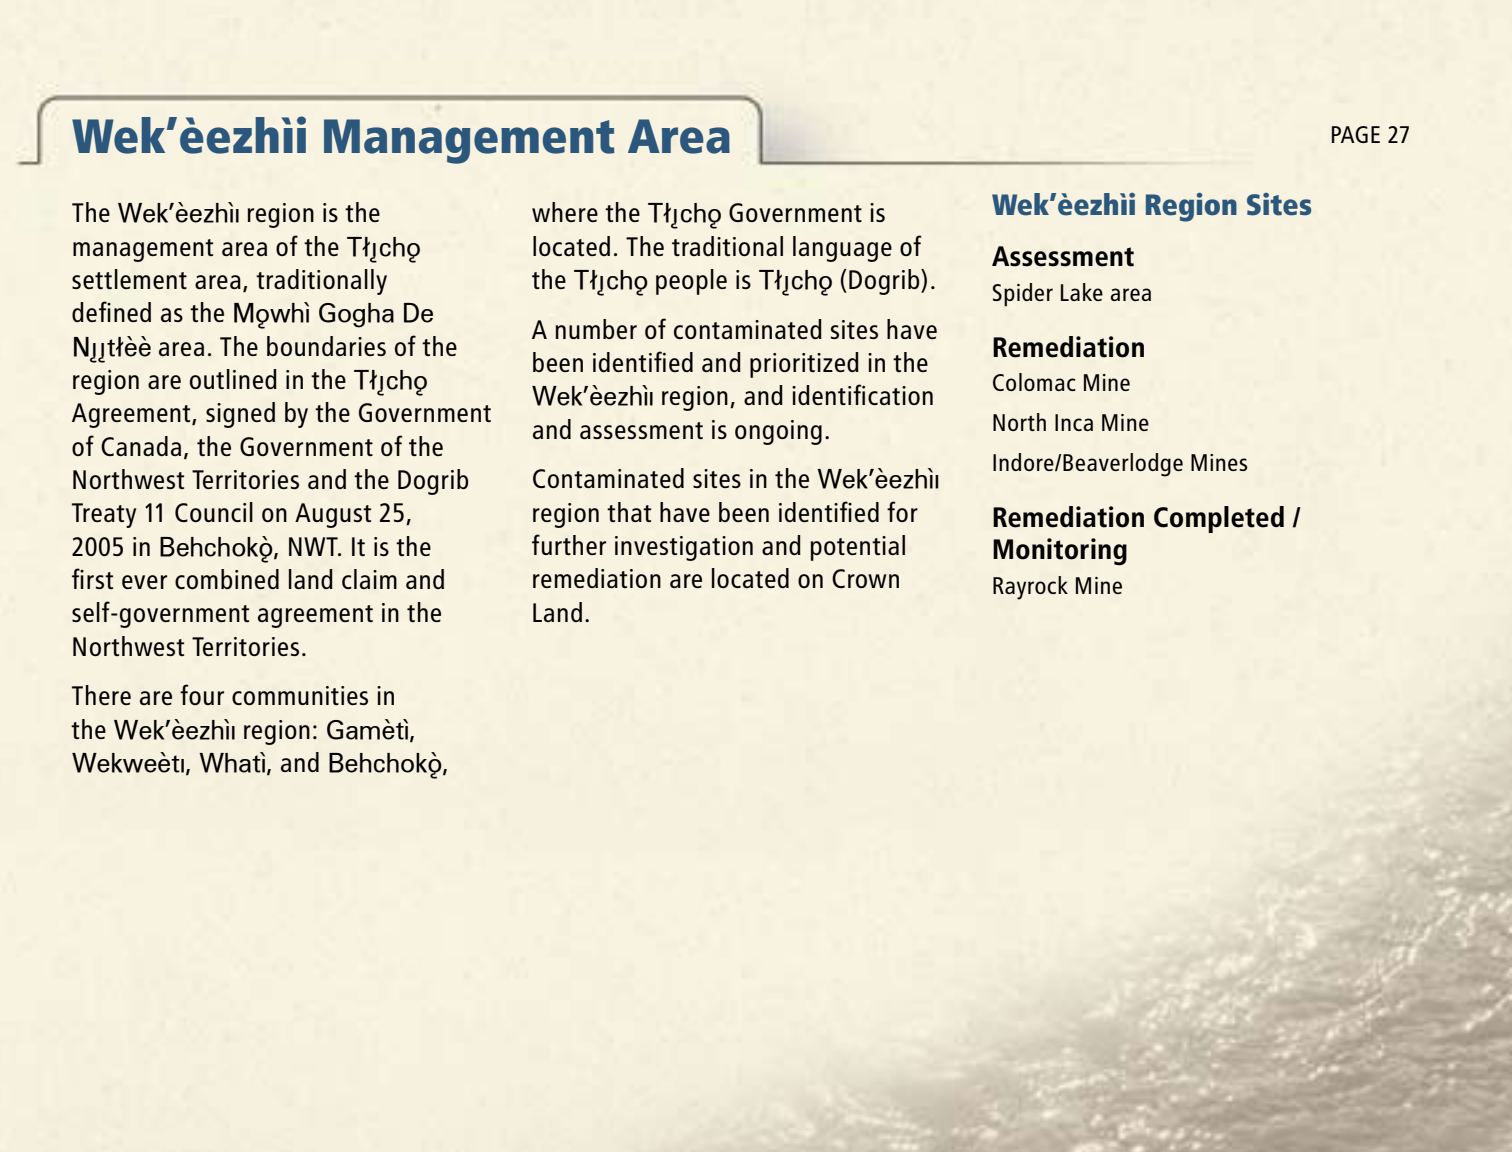 Wek’èezhìi Management Area
PAGE 27
The Wek’èezhìı region is the
management area of the Tłı̨chǫ
settlement area, traditionally
defined as the Mǫwhì Gogha De
Nı̨ı̨tłèè area. The boundaries of the
region are outlined in the Tłı̨chǫ
Agreement, signed by the Government
of Canada, the Government of the
Northwest Territories and the Dogrib
Treaty 11 Council on August 25,
2005 in Behchokǫ̀, NWT. It is the
first ever combined land claim and
self-government agreement in the
Northwest Territories.
There are four communities in
the Wek’èezhìı region: Gamètì,
Wekweètı, Whatì, and Behchokǫ̀,
where the Tłı̨chǫ Government is
located. The traditional language of
the Tłı̨chǫ people is Tłı̨chǫ (Dogrib).
A number of contaminated sites have
been identified and prioritized in the
Wek’èezhìı region, and identification
and assessment is ongoing.
Contaminated sites in the Wek’èezhìı
region that have been identified for
further investigation and potential
remediation are located on Crown
Land.
Wek’èezhìi Region Sites
Assessment
Spider Lake area
Remediation
Colomac Mine
North Inca Mine
Indore/Beaverlodge Mines
Remediation Completed /
Monitoring
Rayrock Mine